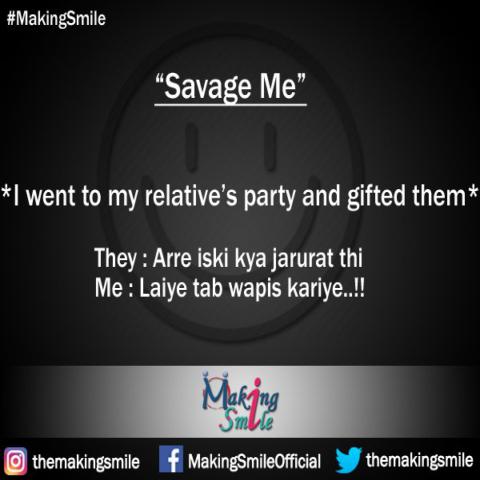 #MakingSmile
"Savage Me"
*I went to my relative's party and gifted them*
They : Arre iski kya jarurat thi
Me : Laiye tab wapis kariye..!!
Making
Smile
themakingsmile MakingSmileOfficial themakingsmile